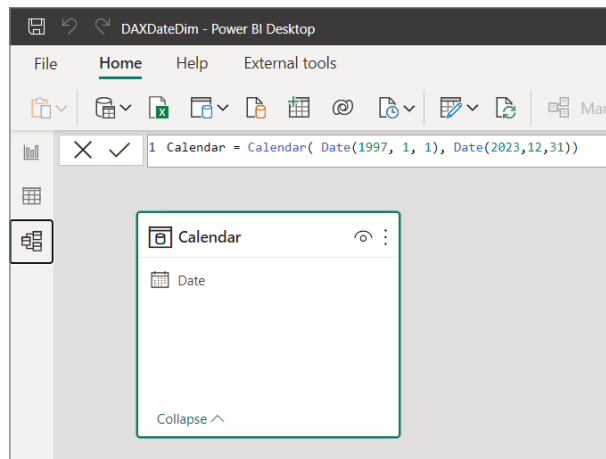 DAXDateDim - Power BI Desktop
File Home Help External tools
Mar
1 Calendar = Calendar( Date(1997, 1, 1), Date(2023,12,31))
Calendar
Date
Collapse